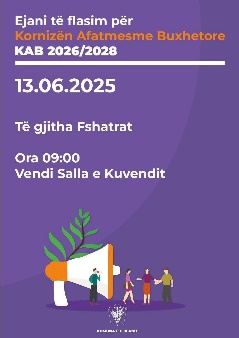 Ejani të flasim për
Kornizën Afatmesme Buxhetore
KAB 2026/2028
13.06.2025
Të gjitha Fshatrat
Ora 09:00
Vendi Salla e Kuvendit